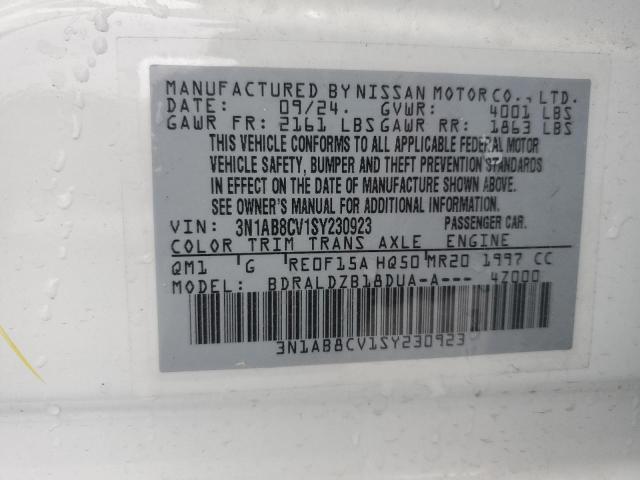 MANUFACTURED BY NISSAN MOTOR CO., LTD.
DATE: 09/24. GVWR: 4001 LBS
GAWR FR: 2161 LBS GAWR RR: 1863 LBS
THIS VEHICLE CONFORMS TO ALL APPLICABLE FEDERAL MOTOR
VEHICLE SAFETY, BUMPER AND THEFT PREVENTION STANDARDS
IN EFFECT ON THE DATE OF MANUFACTURE SHOWN ABOVE.
SEE OWNER'S MANUAL FOR ADDITIONAL INFORMATION.
VIN: 3N1AB8CV1SY230923 PASSENGER CAR.
COLOR TRIM TRANS AXLE ENGINE
QM1 G RE0F15A HQ50 MR20 1997 CC
MODEL: BDRALDZB18DUA-A--- 47000
3N1AB8CV1SY230923